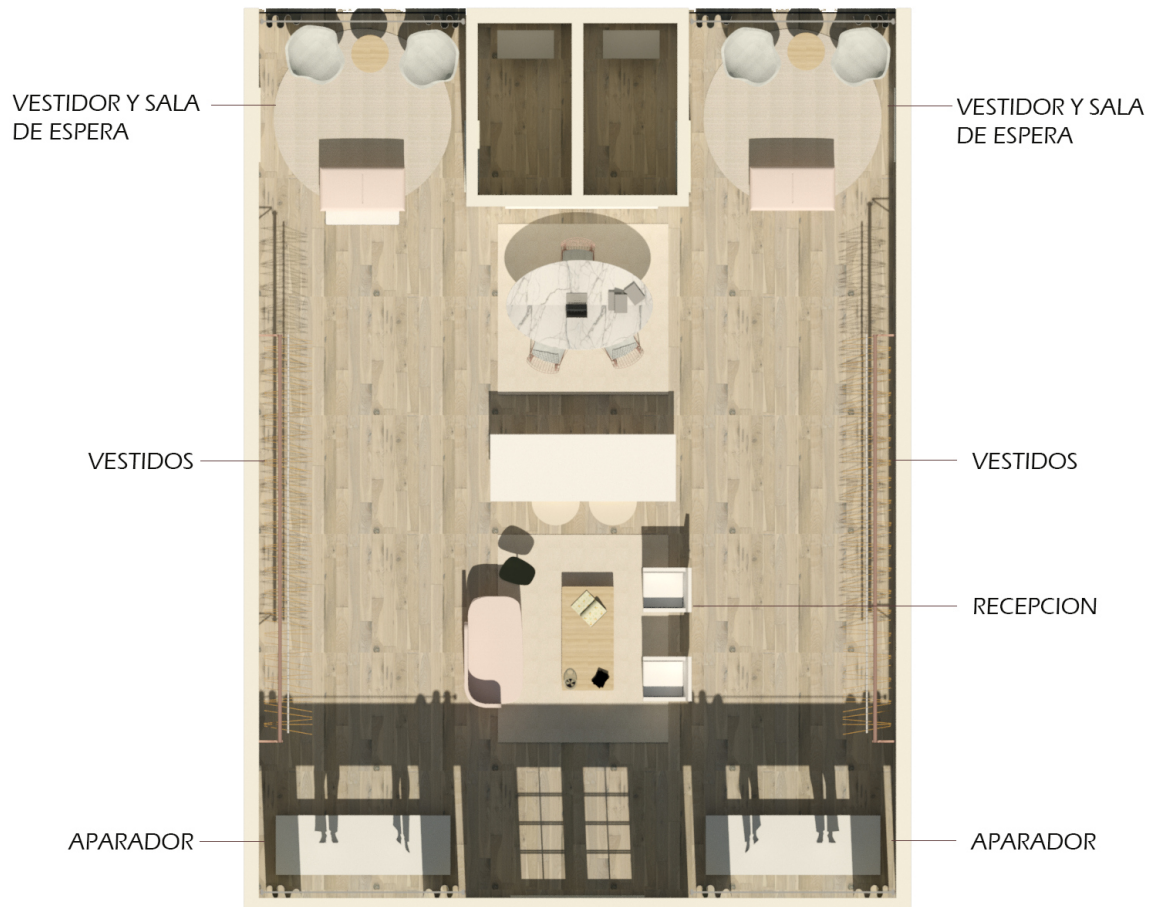 VESTIDOR Y SALA
DE ESPERA
VESTIDOR Y SALA
DE ESPERA
VESTIDOS
VESTIDOS
RECEPCION
APARADOR
APARADOR